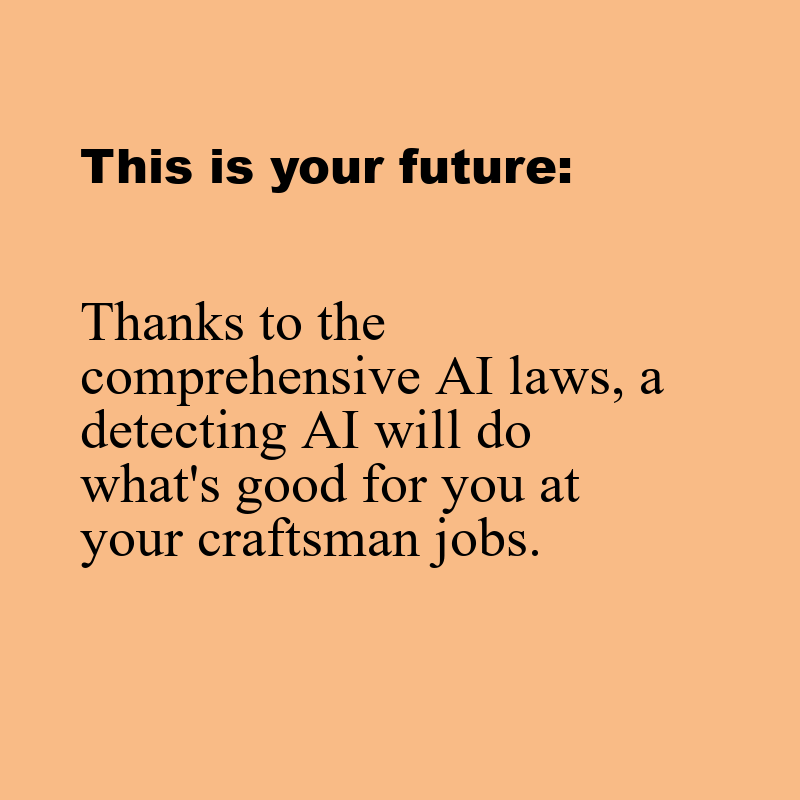 This is your future:
Thanks to the
comprehensive AI laws, a
detecting AI will do
what's good for you at
your craftsman jobs.